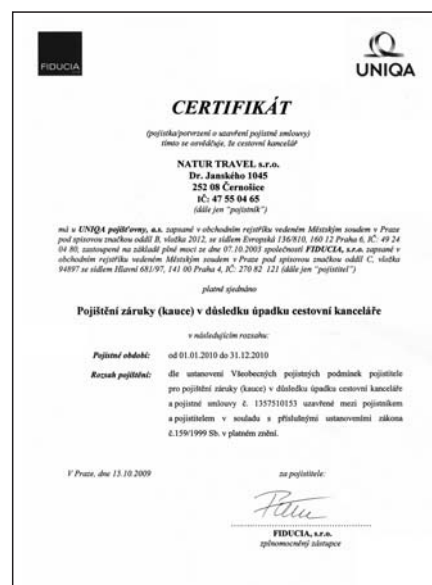 FIDUCIA
UNIQA
CERTIFIKÁT
(pojistka/potvrzení o uzavření pojistné smlouvy)
tímto se osvědčuje, že cestovní kancelář
NATUR TRAVEL s.r.o.
Dr. Janského 1045
252 08 Černošice
IČ: 47 55 04 65
(dále jen "pojistník")
má u UNIQA pojišťovny, a.s. zapsané v obchodním rejstříku vedeném Městským soudem v Praze
pod spisovou značkou oddíl B, vložka 2012, se sídlem Evropská 136/810, 160 12 Praha 6, IČ: 49 24
04 80, zastoupené na základě plné moci ze dne 07.10.2003 společností FIDUCIA, s.r.o. zapsané v
obchodním rejstříku vedeném Městským soudem v Praze pod spisovou značkou oddíl C, vložka
94897 se sídlem Hlavní 681/97, 141 00 Praha 4, IČ: 270 82 121 (dále jen "pojistitel")
platně sjednáno
Pojištění záruky (kauce) v důsledku úpadku cestovní kanceláře
v následujícím rozsahu:
Pojistné období: od 01.01.2010 do 31.12.2010
Rozsah pojištění: dle ustanovení Všeobecných pojistných podmínek pojistitele
pro pojištění záruky (kauce) v důsledku úpadku cestovní kanceláře
a pojistné smlouvy č. 1357510153 uzavřené mezi pojistníkem
a pojistitelem v souladu s příslušnými ustanoveními zákona
č.159/1999 Sb. v platném znění.
V Praze, dne 15.10.2009 za pojistitele:
FIDUCIA, s.r.o.
zplnomocněný zástupce